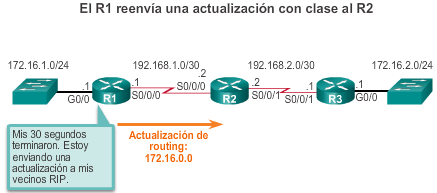 El R1 reenvía una actualización con clase al R2
172.16.1.0/24
192.168.1.0/30
192.168.2.0/30
172.16.2.0/24
.1
G0/0
R1
.1
S0/0/0
.2
S0/0/0
R2
.2
S0/0/1
.1
S0/0/1
R3
.1
G0/0
Mis 30 segundos
terminaron. Estoy
enviando una
actualización a mis
vecinos RIP.
Actualización de
routing:
172.16.0.0